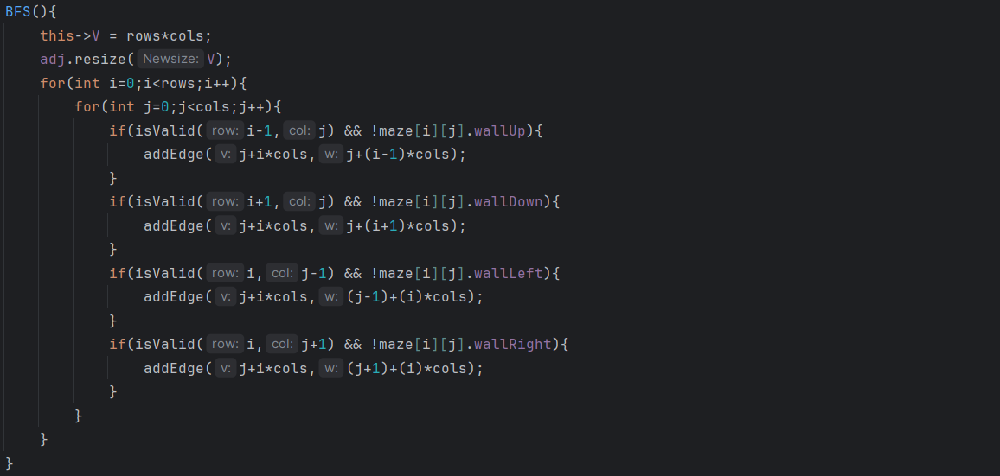 BFS(){
this->V = rows*cols;
adj.resize( Newsize: V);
for(int i=0;i<rows;i++){
for(int j=0;j<cols;j++){
if(isValid( row: i-1, col: j) && !maze[i][j].wallUp){
addEdge( v: j+i*cols, w: j+(i-1)*cols);
}
if(isValid( row: i+1, col: j) && !maze[i][j].wallDown){
addEdge( v: j+i*cols, w: j+(i+1)*cols);
}
if(isValid( row: i, col: j-1) && !maze[i][j].wallLeft){
addEdge( v: j+i*cols, w: (j-1)+(i)*cols);
}
if(isValid( row: i, col: j+1) && !maze[i][j].wallRight){
addEdge( v: j+i*cols, w: (j+1)+(i)*cols);
}
}
}
}